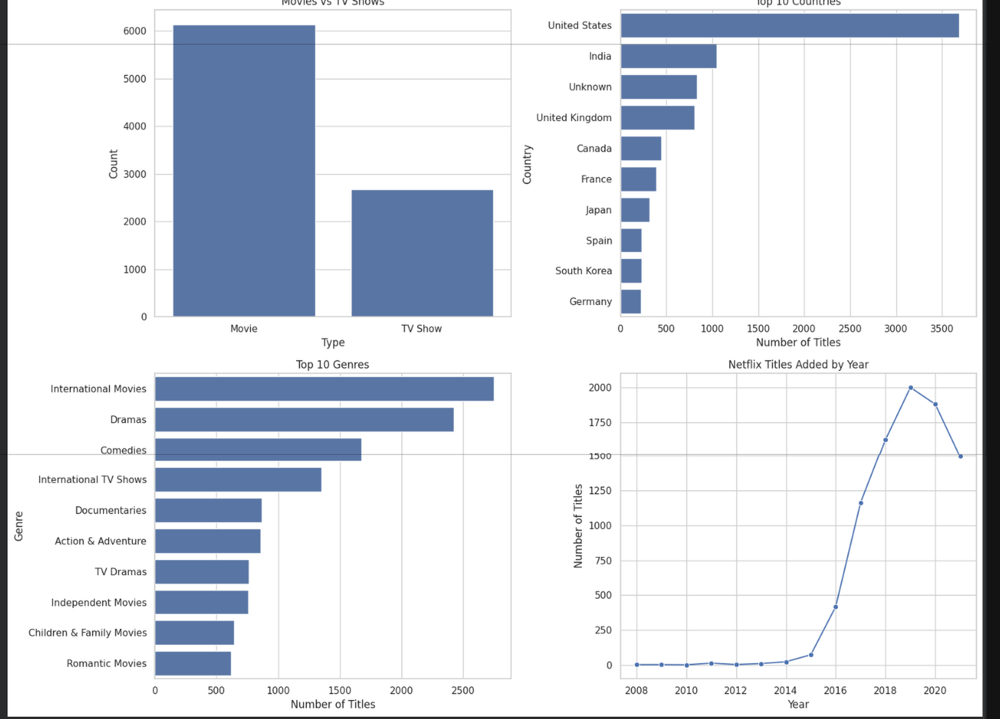 Movies vs TV Shows
6000
5000
4000
3000
2000
1000
0
Count
Movie
TV Show
Type
Top 10 Countries
United States
India
Unknown
United Kingdom
Canada
France
Japan
Spain
South Korea
Germany
Country
0
500
1000
1500
2000
2500
3000
3500
Number of Titles
Top 10 Genres
International Movies
Dramas
Comedies
International TV Shows
Documentaries
Action & Adventure
TV Dramas
Independent Movies
Children & Family Movies
Romantic Movies
Genre
0
500
1000
1500
2000
2500
Number of Titles
Netflix Titles Added by Year
2000
1750
1500
1250
1000
750
500
250
0
Number of Titles
2008
2010
2012
2014
2016
2018
2020
Year